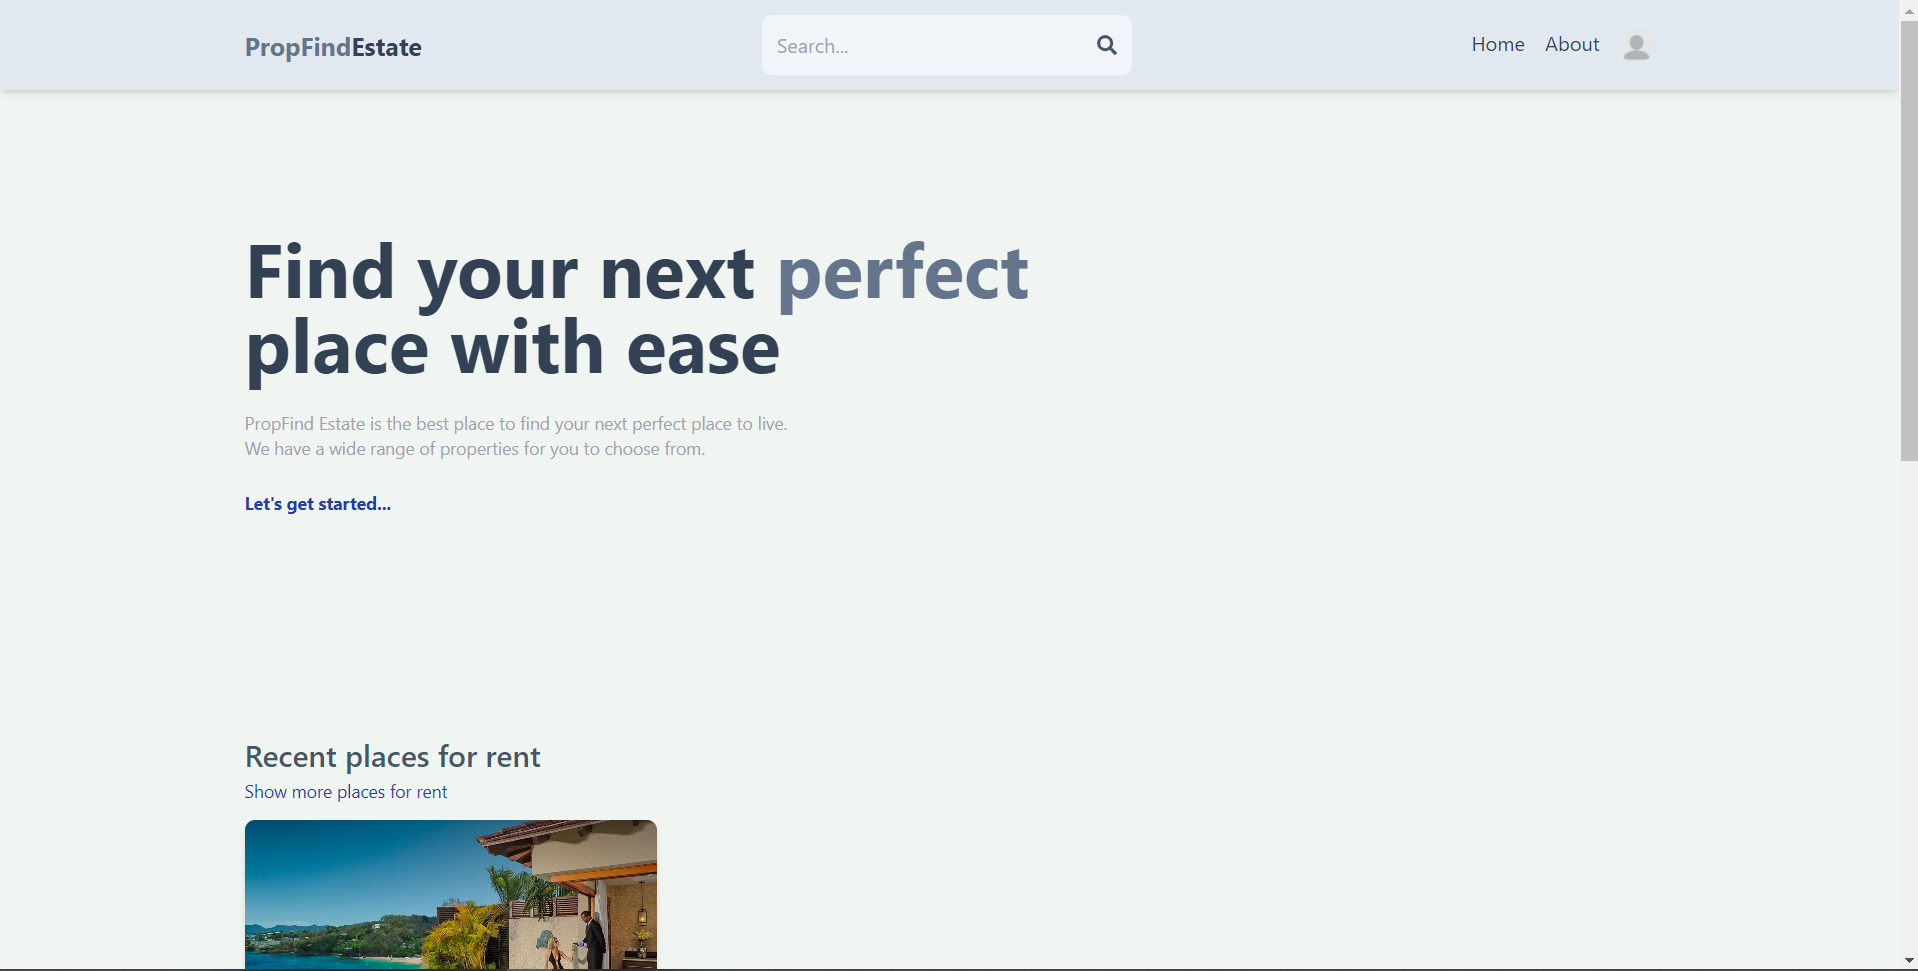 PropFindEstate
Search...
Home
About
Find your next perfect
place with ease
PropFind Estate is the best place to find your next perfect place to live.
We have a wide range of properties for you to choose from.
Let's get started...
Recent places for rent
Show more places for rent